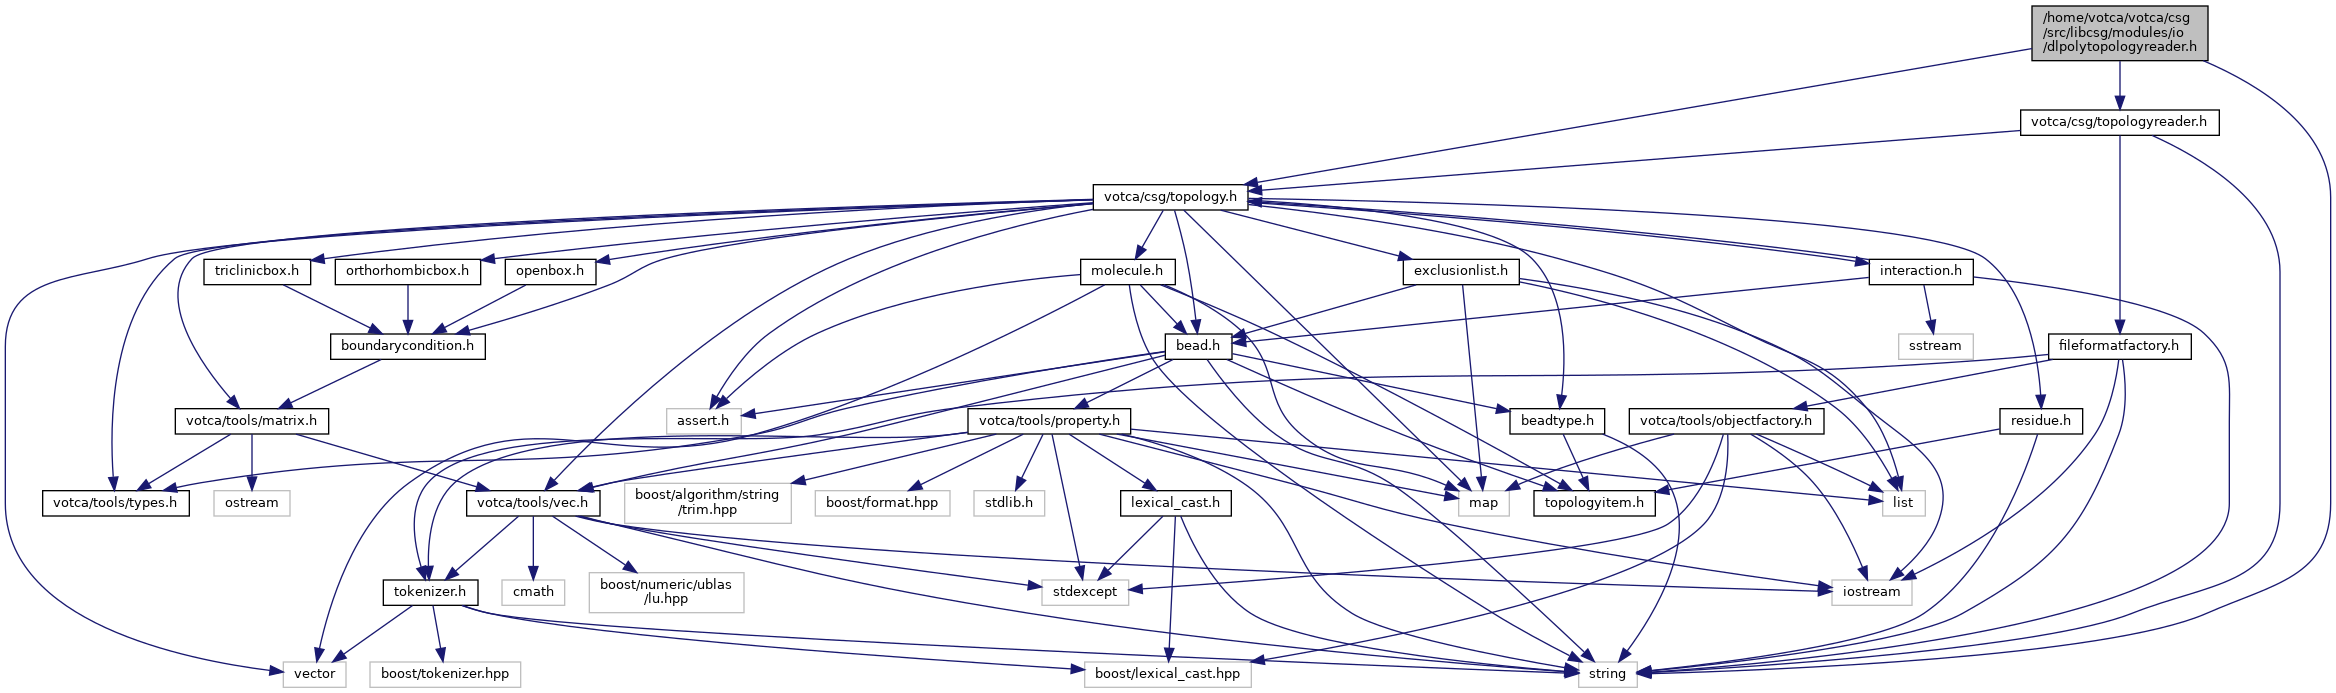 /home/votca/votca/csg
/src/libcsg/modules/io
/dlpolytopologyreader.h
votca/csg/topologyreader.h
votca/csg/topology.h
triclinicbox.h
orthorhombicbox.h
openbox.h
molecule.h
exclusionlist.h
interaction.h
boundarycondition.h
bead.h
sstream
fileformatfactory.h
votca/tools/matrix.h
assert.h
votca/tools/property.h
beadtype.h
votca/tools/objectfactory.h
residue.h
votca/tools/types.h
ostream
votca/tools/vec.h
boost/algorithm/string
/trim.hpp
boost/format.hpp
stdlib.h
lexical_cast.h
map
topologyitem.h
list
tokenizer.h
cmath
boost/numeric/ublas
/lu.hpp
stdexcept
iostream
vector
boost/tokenizer.hpp
boost/lexical_cast.hpp
string